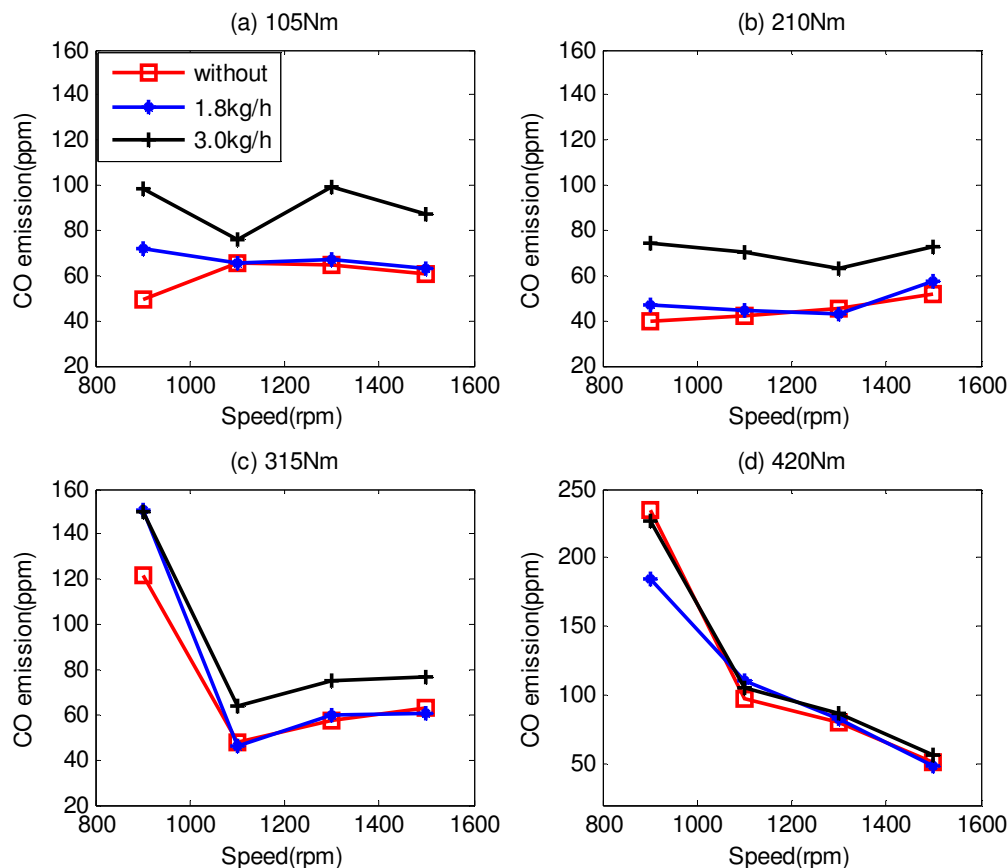 (a) 105Nm
160
140
120
100
80
60
40
20
800 1000 1200 1400 1600
CO emission(ppm)
Speed(rpm)
without
1.8kg/h
3.0kg/h
(b) 210Nm
160
140
120
100
80
60
40
20
800 1000 1200 1400 1600
CO emission(ppm)
Speed(rpm)
(c) 315Nm
160
140
120
100
80
60
40
20
800 1000 1200 1400 1600
CO emission(ppm)
Speed(rpm)
(d) 420Nm
250
200
150
100
50
800 1000 1200 1400 1600
CO emission(ppm)
Speed(rpm)